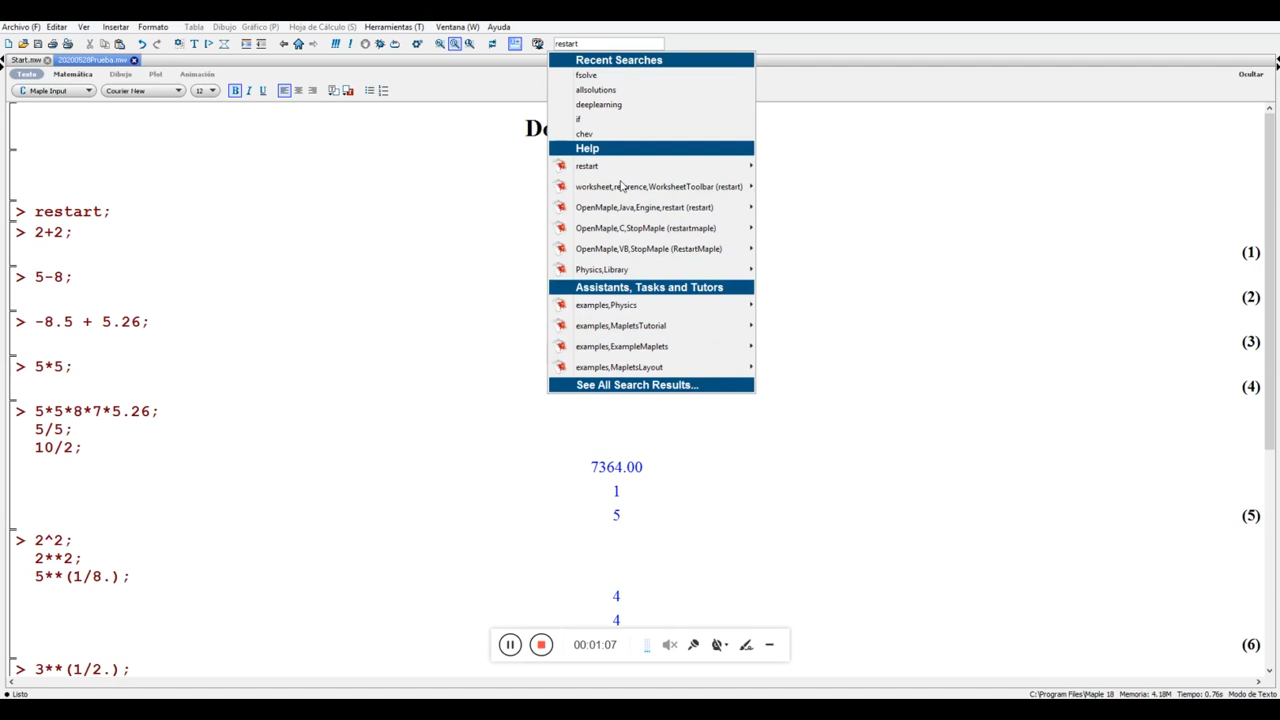 Archivo (F) Editar Ver Insertar Formato Tabla Dibujo Gráfico (P) Hoja de Cálculo (S) Herramientas (T) Ventana (W) Ayuda
restart
Start.mw 20200528Prueba.mw
Texto Matemática Dibujo Plot Animación Ocultar
C Maple Input Courier New 12 B I U
Recent Searches
fsolve
allsolutions
deeplearning
if
chev
Help
restart
worksheet,reference,WorksheetToolbar (restart)
OpenMaple,Java,Engine,restart (restart)
OpenMaple,C,StopMaple (restartmaple)
OpenMaple,VB,StopMaple (RestartMaple)
Physics,Library
Assistants, Tasks and Tutors
examples,Physics
examples,MapletsTutorial
examples,ExampleMaplets
examples,MapletsLayout
See All Search Results...
> restart;
> 2+2;
(1)
> 5-8;
(2)
> -8.5 + 5.26;
(3)
> 5*5;
(4)
> 5*5*8*7*5.26;
5/5;
10/2;
7364.00
1
5
(5)
> 2^2;
2**2;
5**(1/8.);
4
4
(6)
> 3**(1/2.);
00:01:07
Listo C:\Program Files\Maple 18 Memoria: 4.18M Tiempo: 0.76s Modo de Texto